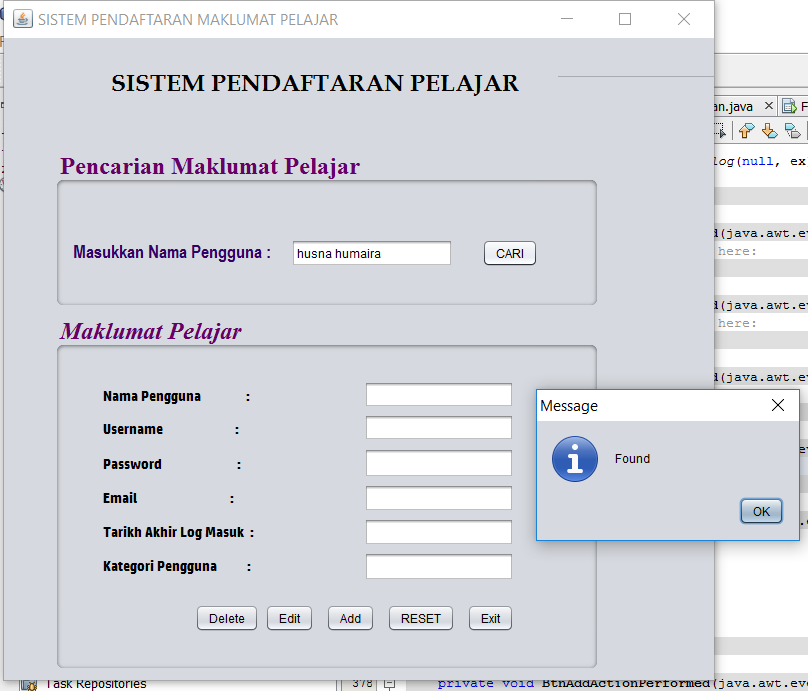 SISTEM PENDAFTARAN MAKLUMAT PELAJAR
SISTEM PENDAFTARAN PELAJAR
an.java
Pencarian Maklumat Pelajar
log(null, ex
d(java.awt.ev
Masukkan Nama Pengguna : husna humaira CARI
here:
d(java.awt.ev
here:
Maklumat Pelajar
d(java.awt.ev
Nama Pengguna :
Username :
Password :
Email :
Tarikh Akhir Log Masuk :
Kategori Pengguna :
Message
Found
OK
Delete Edit Add RESET Exit
Task Repositories 378 private void BtnAddActionPerformed(java.awt.ev